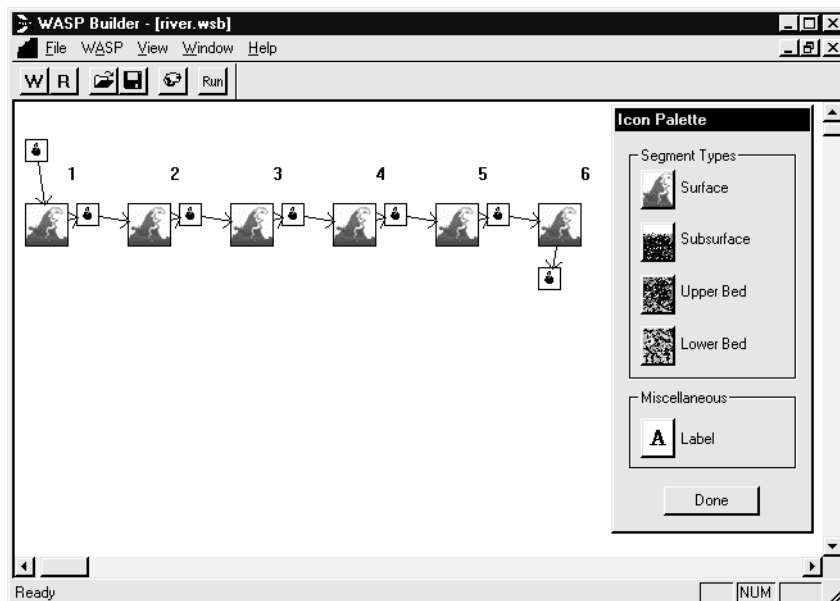 WASP Builder - [river.wsb]
File WASP View Window Help
W R Run
Icon Palette
1 2 3 4 5 6
Segment Types
Surface
Subsurface
Upper Bed
Lower Bed
Miscellaneous
A Label
Done
Ready NUM